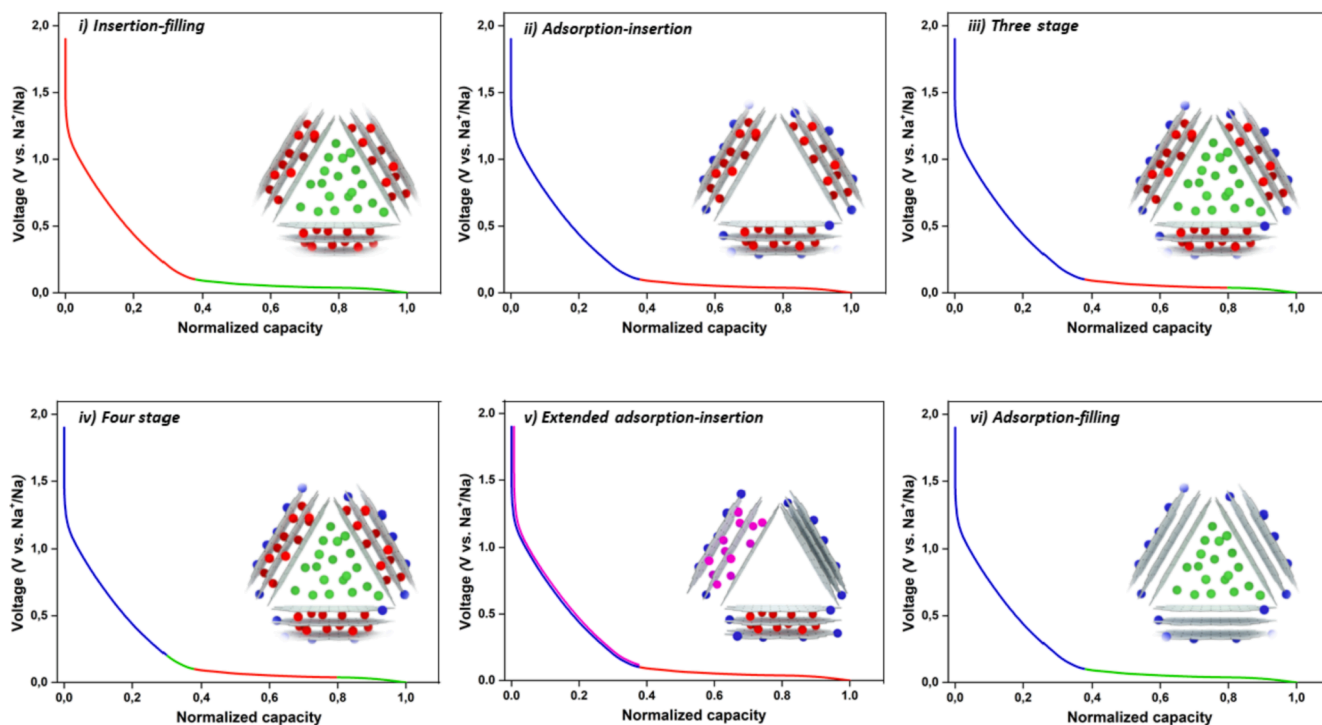 i) Insertion-filling
Voltage (V vs. Na⁺/Na)
2,0
1,5
1,0
0,5
0,0
0,0 0,2 0,4 0,6 0,8 1,0
Normalized capacity
ii) Adsorption-insertion
Voltage (V vs. Na⁺/Na)
2,0
1,5
1,0
0,5
0,0
0,0 0,2 0,4 0,6 0,8 1,0
Normalized capacity
iii) Three stage
Voltage (V vs. Na⁺/Na)
2,0
1,5
1,0
0,5
0,0
0,0 0,2 0,4 0,6 0,8 1,0
Normalized capacity
iv) Four stage
Voltage (V vs. Na⁺/Na)
2,0
1,5
1,0
0,5
0,0
0,0 0,2 0,4 0,6 0,8 1,0
Normalized capacity
v) Extended adsorption-insertion
Voltage (V vs. Na⁺/Na)
2.0
1.5
1.0
0.5
0.0
0.0 0.2 0.4 0.6 0.8 1.0
Normalized capacity
vi) Adsorption-filling
Voltage (V vs. Na⁺/Na)
2,0
1,5
1,0
0,5
0,0
0,0 0,2 0,4 0,6 0,8 1,0
Normalized capacity